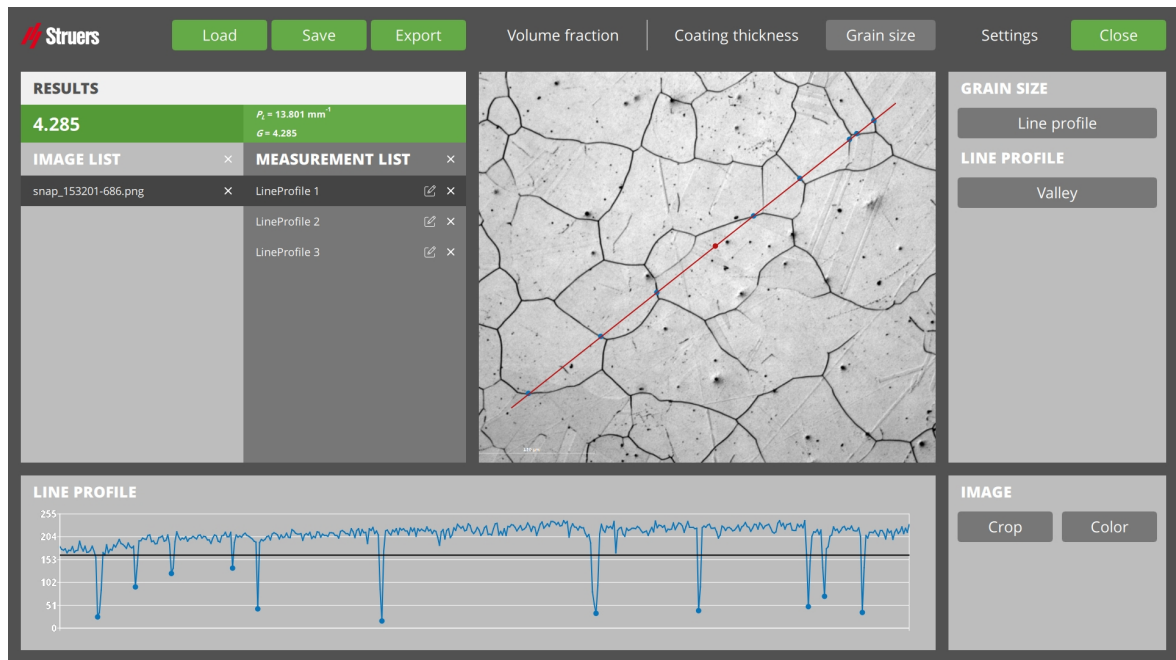 Struers
Load
Save
Export
Volume fraction
Coating thickness
Grain size
Settings
Close
RESULTS
4.285
P_L = 13.801 mm⁻¹
G = 4.285
IMAGE LIST ×
MEASUREMENT LIST ×
snap_153201-686.png ×
LineProfile 1 ×
LineProfile 2 ×
LineProfile 3 ×
GRAIN SIZE
Line profile
LINE PROFILE
Valley
LINE PROFILE
255
204
153
102
51
0
IMAGE
Crop
Color